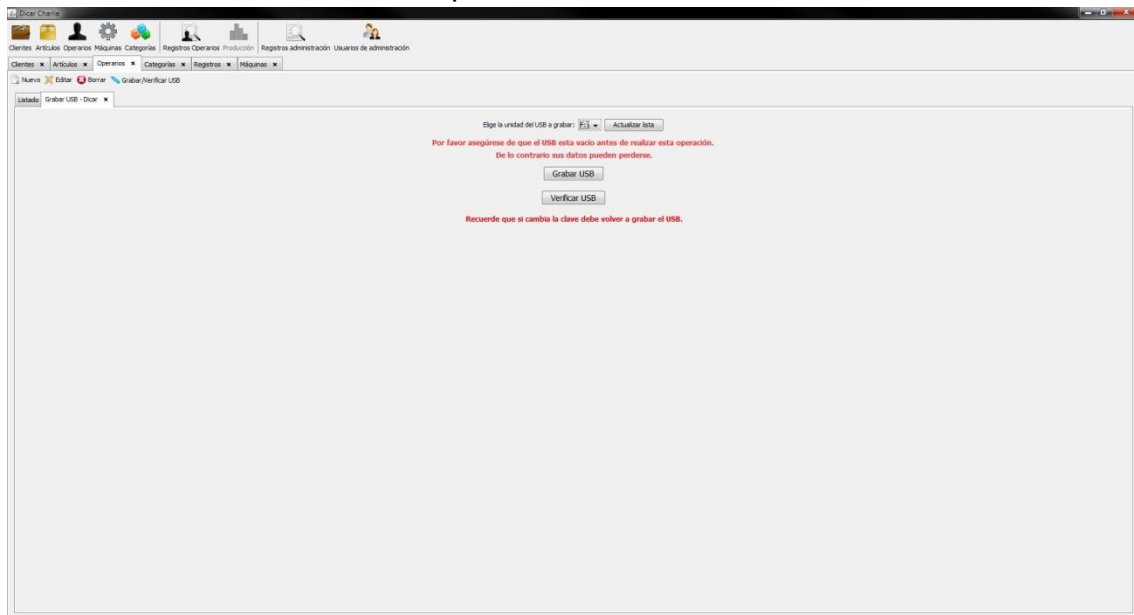 Dicar Charlie
Clientes Artículos Operarios Máquinas Categorías Registros Operarios Producción Registros administración Usuarios de administración
Clientes Artículos Operarios Categorías Registros Máquinas
Nuevo Editar Borrar Grabar/Verificar USB
Listado Grabar USB - Dicar
Elige la unidad del USB a grabar: F:\ Actualizar lista
Por favor asegúrese de que el USB esta vacío antes de realizar esta operación.
De lo contrario sus datos pueden perderse.
Grabar USB
Verificar USB
Recuerde que si cambia la clave debe volver a grabar el USB.